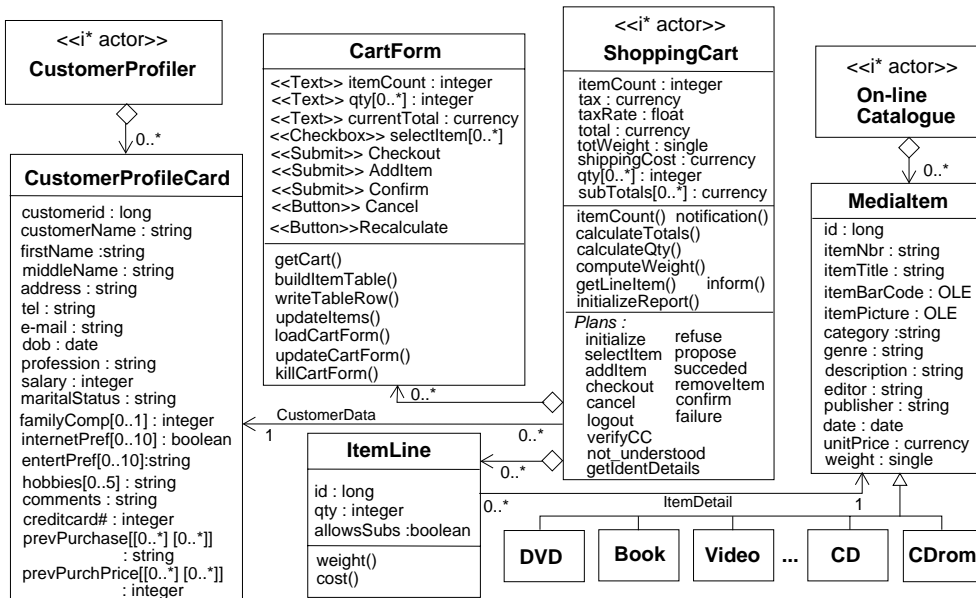 <<i* actor>>
CustomerProfiler
0..*
CustomerProfileCard
customerid : long
customerName : string
firstName :string
middleName : string
address : string
tel : string
e-mail : string
dob : date
profession : string
salary : integer
maritalStatus : string
familyComp[0..1] : integer
internetPref[0..10] : boolean
entertPref[0..10]:string
hobbies[0..5] : string
comments : string
creditcard# : integer
prevPurchase[[0..*] [0..*]]
: string
prevPurchPrice[[0..*] [0..*]]
: integer
CartForm
<<Text>> itemCount : integer
<<Text>> qty[0..*] : integer
<<Text>> currentTotal : currency
<<Checkbox>> selectItem[0..*]
<<Submit>> Checkout
<<Submit>> AddItem
<<Submit>> Confirm
<<Button>> Cancel
<<Button>>Recalculate
getCart()
buildItemTable()
writeTableRow()
updateItems()
loadCartForm()
updateCartForm()
killCartForm()
0..*
CustomerData
1
0..*
ItemLine
id : long
qty : integer
allowsSubs :boolean
weight()
cost()
0..*
<<i* actor>>
ShoppingCart
itemCount : integer
tax : currency
taxRate : float
total : currency
totWeight : single
shippingCost : currency
qty[0..*] : integer
subTotals[0..*] : currency
itemCount() notification()
calculateTotals()
calculateQty()
computeWeight()
getLineItem() inform()
initializeReport()
Plans :
initialize refuse
selectItem propose
addItem succeded
checkout removeItem
cancel confirm
logout failure
verifyCC
not_understood
getIdentDetails
0..*
ItemDetail
1
<<i* actor>>
On-line
Catalogue
0..*
MediaItem
id : long
itemNbr : string
itemTitle : string
itemBarCode : OLE
itemPicture : OLE
category :string
genre : string
description : string
editor : string
publisher : string
date : date
unitPrice : currency
weight : single
DVD
Book
Video
...
CD
CDrom